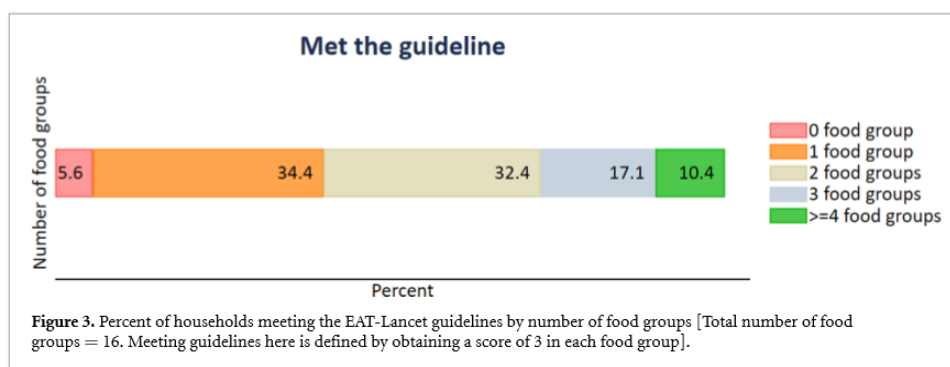 Met the guideline
Number of food groups
5.6 34.4 32.4 17.1 10.4
0 food group
1 food group
2 food groups
3 food groups
>=4 food groups
Percent
Figure 3. Percent of households meeting the EAT-Lancet guidelines by number of food groups [Total number of food
groups = 16. Meeting guidelines here is defined by obtaining a score of 3 in each food group].